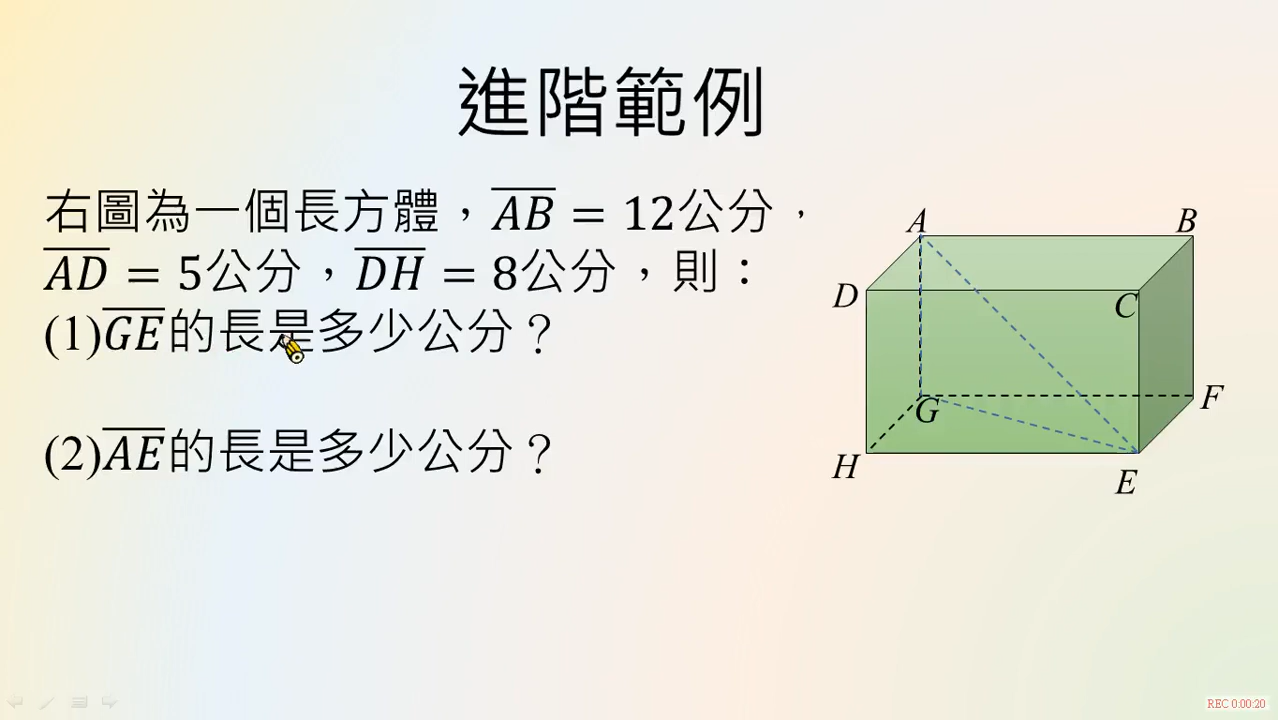 進階範例
右圖為一個長方體，AB = 12公分，
AD = 5公分，DH = 8公分，則：
(1)GE的長是多少公分？
(2)AE的長是多少公分？
A
B
D
C
G
F
H
E
REC 0:00:20